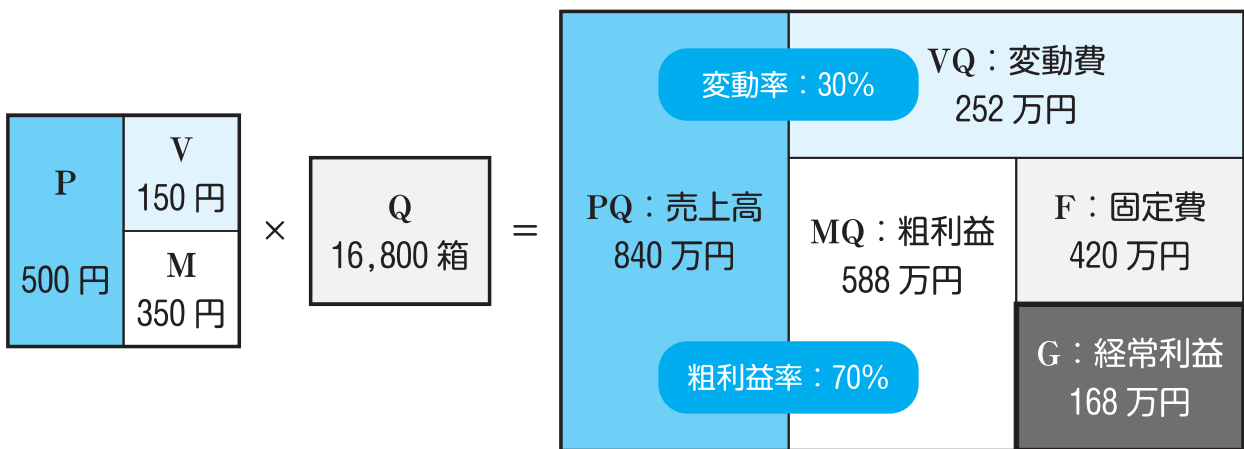 P
500 円
V
150 円
M
350 円
×
Q
16,800 箱
=
PQ：売上高
840 万円
変動率：30%
粗利益率：70%
VQ：変動費
252 万円
MQ：粗利益
588 万円
F：固定費
420 万円
G：経常利益
168 万円